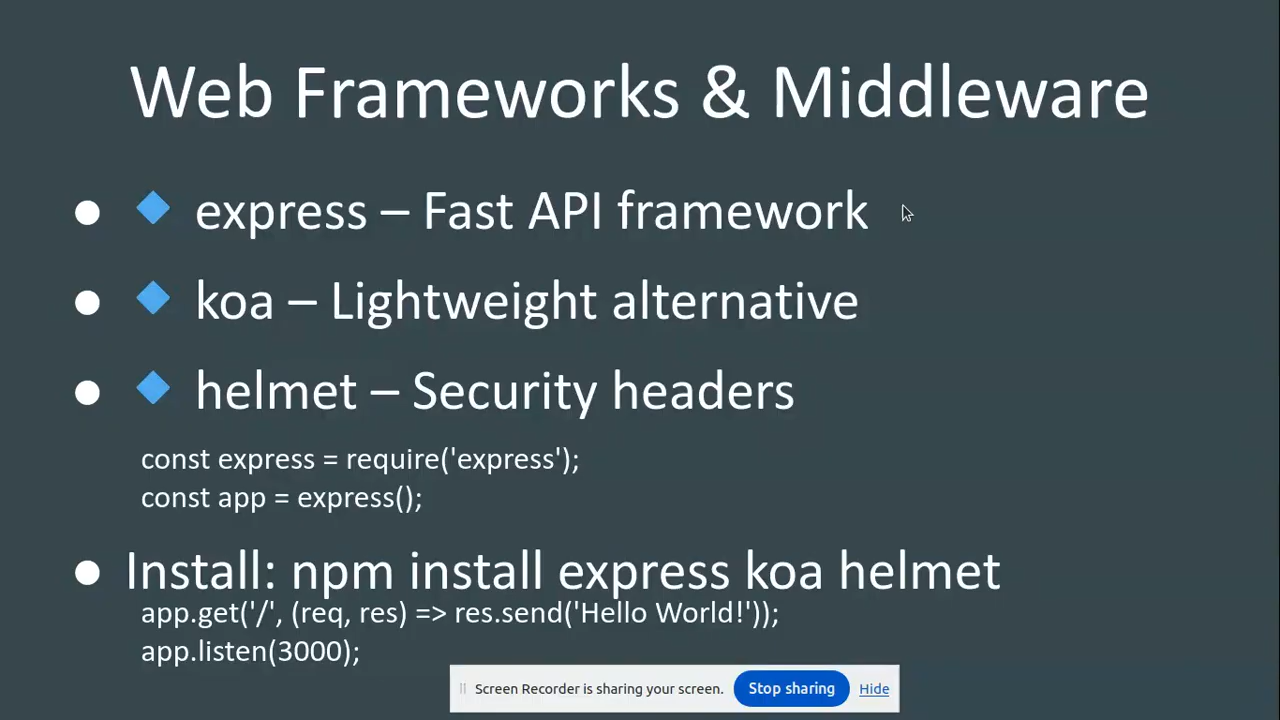 Web Frameworks & Middleware
● 🔷 express – Fast API framework
● 🔷 koa – Lightweight alternative
● 🔷 helmet – Security headers
const express = require('express');
const app = express();
● Install: npm install express koa helmet
app.get('/', (req, res) => res.send('Hello World!'));
app.listen(3000);
Screen Recorder is sharing your screen. Stop sharing Hide